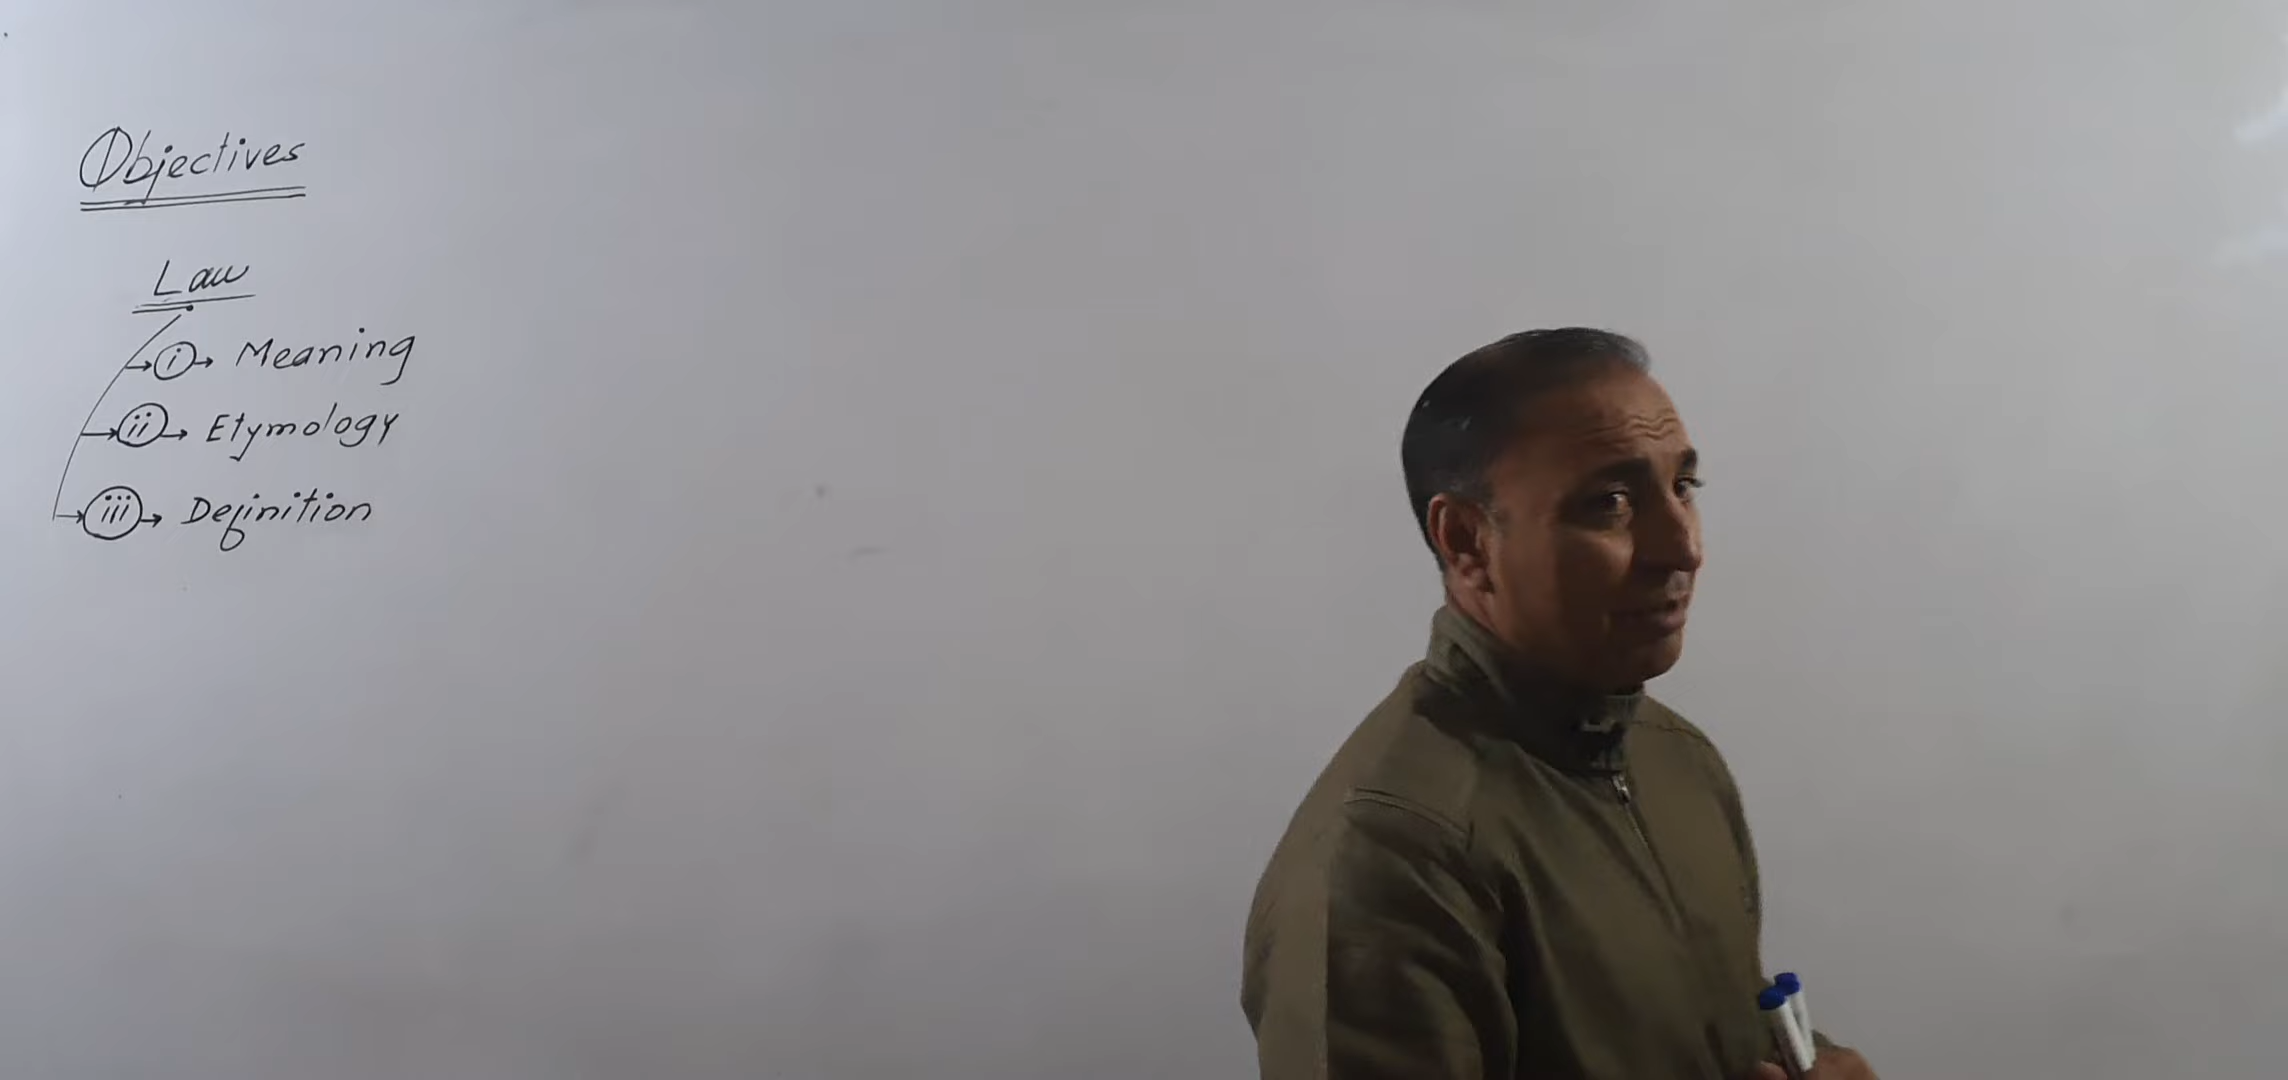 Objectives
Law
i → Meaning
ii → Etymology
iii → Definition